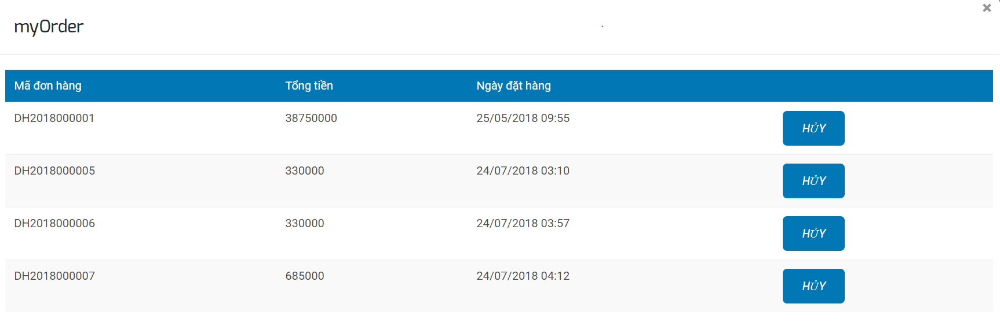 myOrder
Mã đơn hàng Tổng tiền Ngày đặt hàng
DH2018000001 38750000 25/05/2018 09:55 HỦY
DH2018000005 330000 24/07/2018 03:10 HỦY
DH2018000006 330000 24/07/2018 03:57 HỦY
DH2018000007 685000 24/07/2018 04:12 HỦY